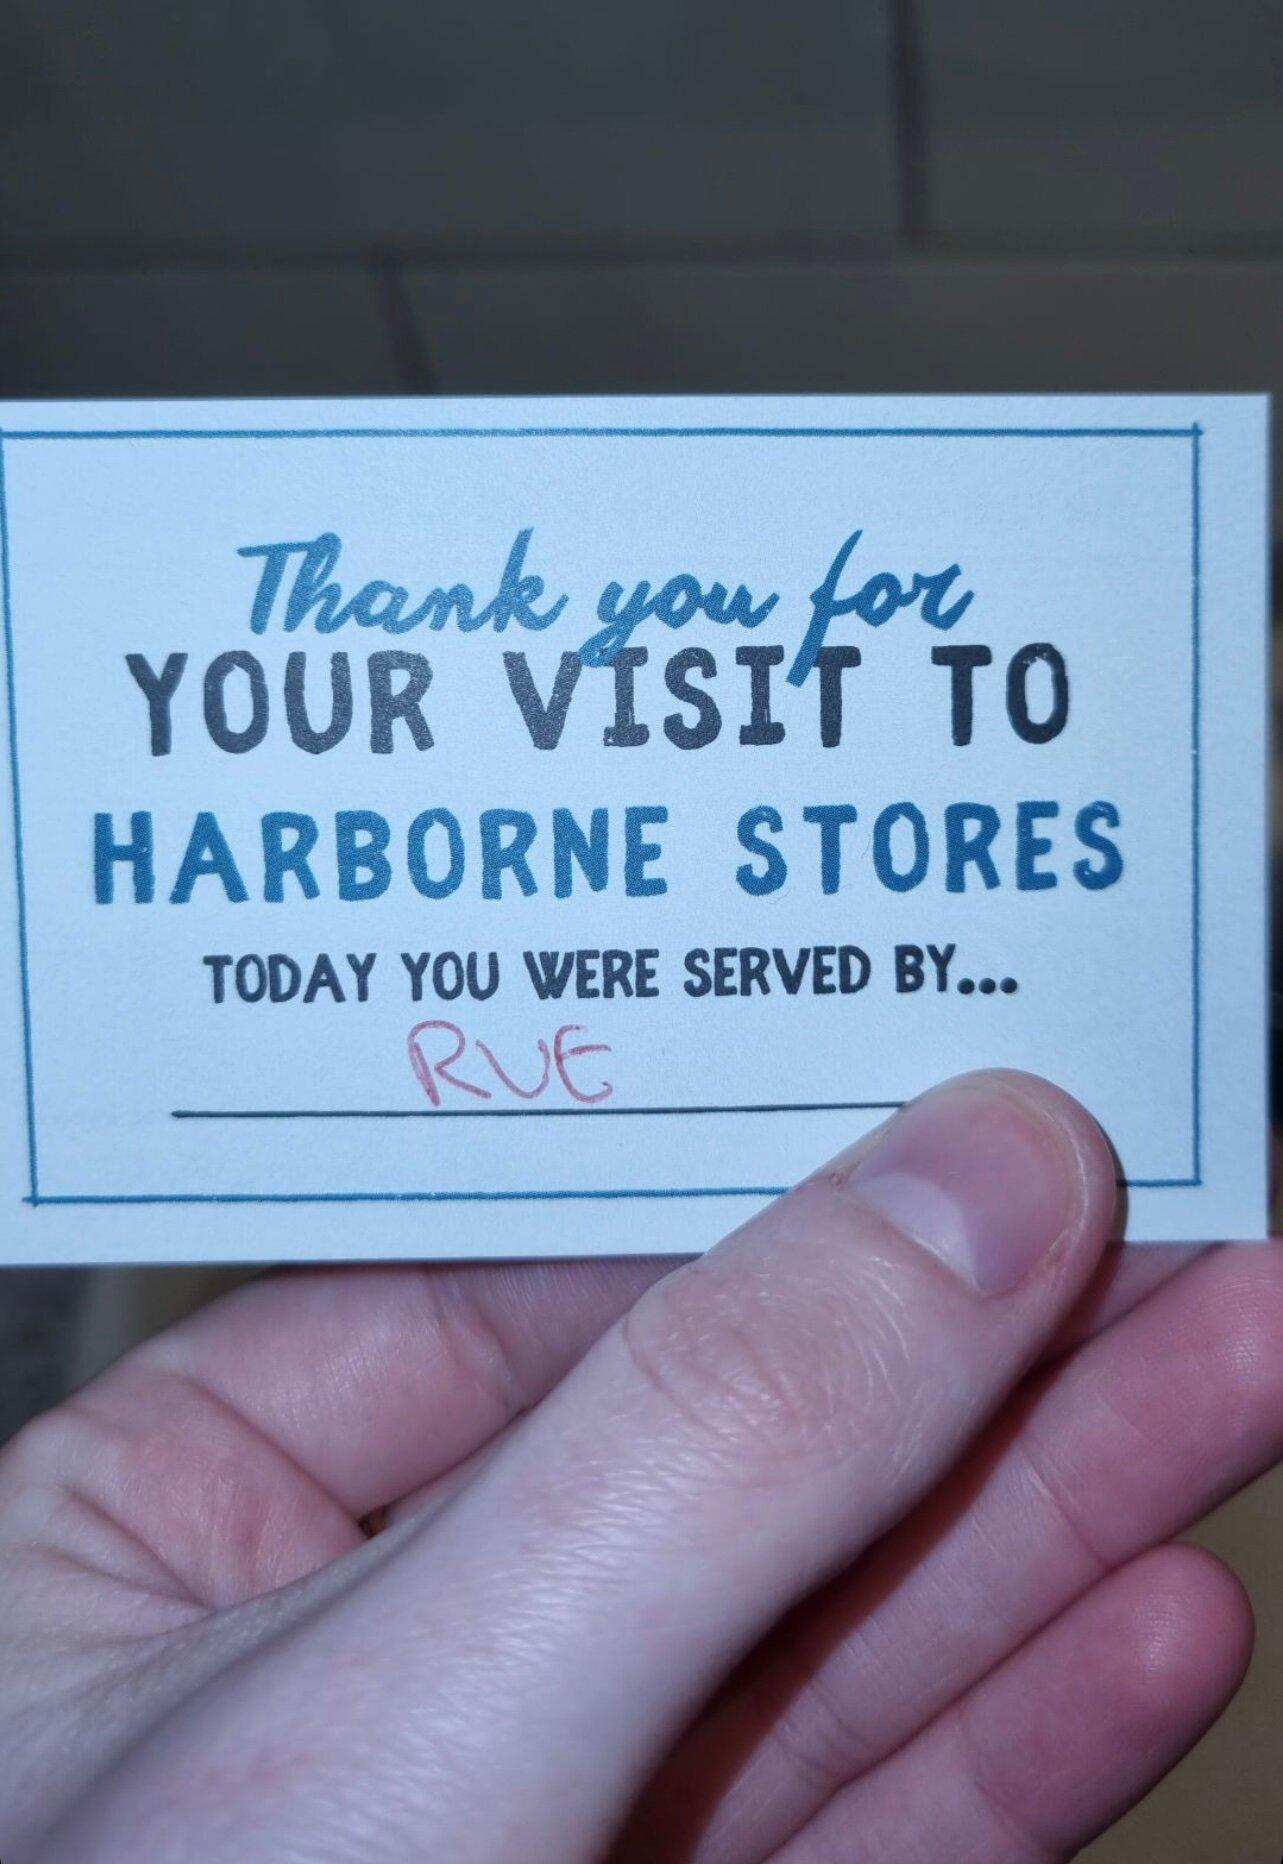 Thank you for
YOUR VISIT TO
HARBORNE STORES
TODAY YOU WERE SERVED BY...
RUE